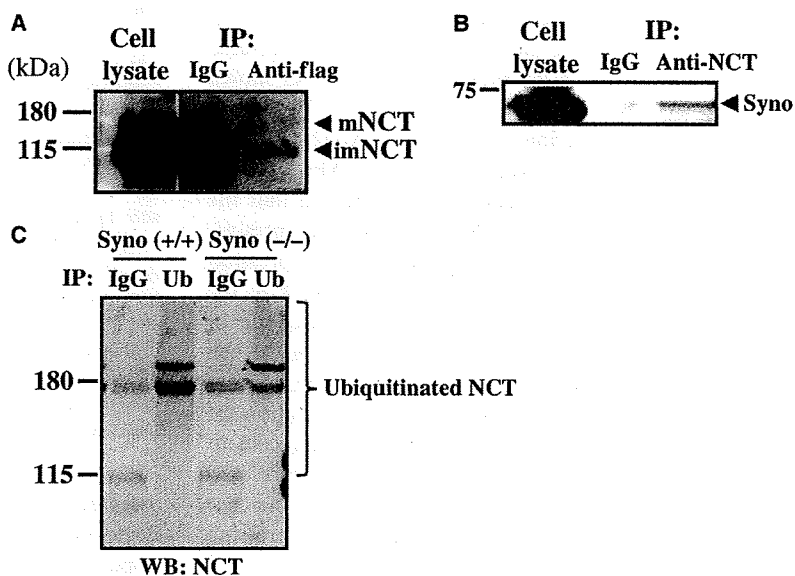 A
Cell
lysate
IP:
(kDa)
IgG
Anti-flag
180
115
mNCT
imNCT
B
Cell
lysate
IP:
IgG
Anti-NCT
75
Syno
C
Syno (+/+)
Syno (–/–)
IP:
IgG
Ub
IgG
Ub
180
115
Ubiquitinated NCT
WB: NCT